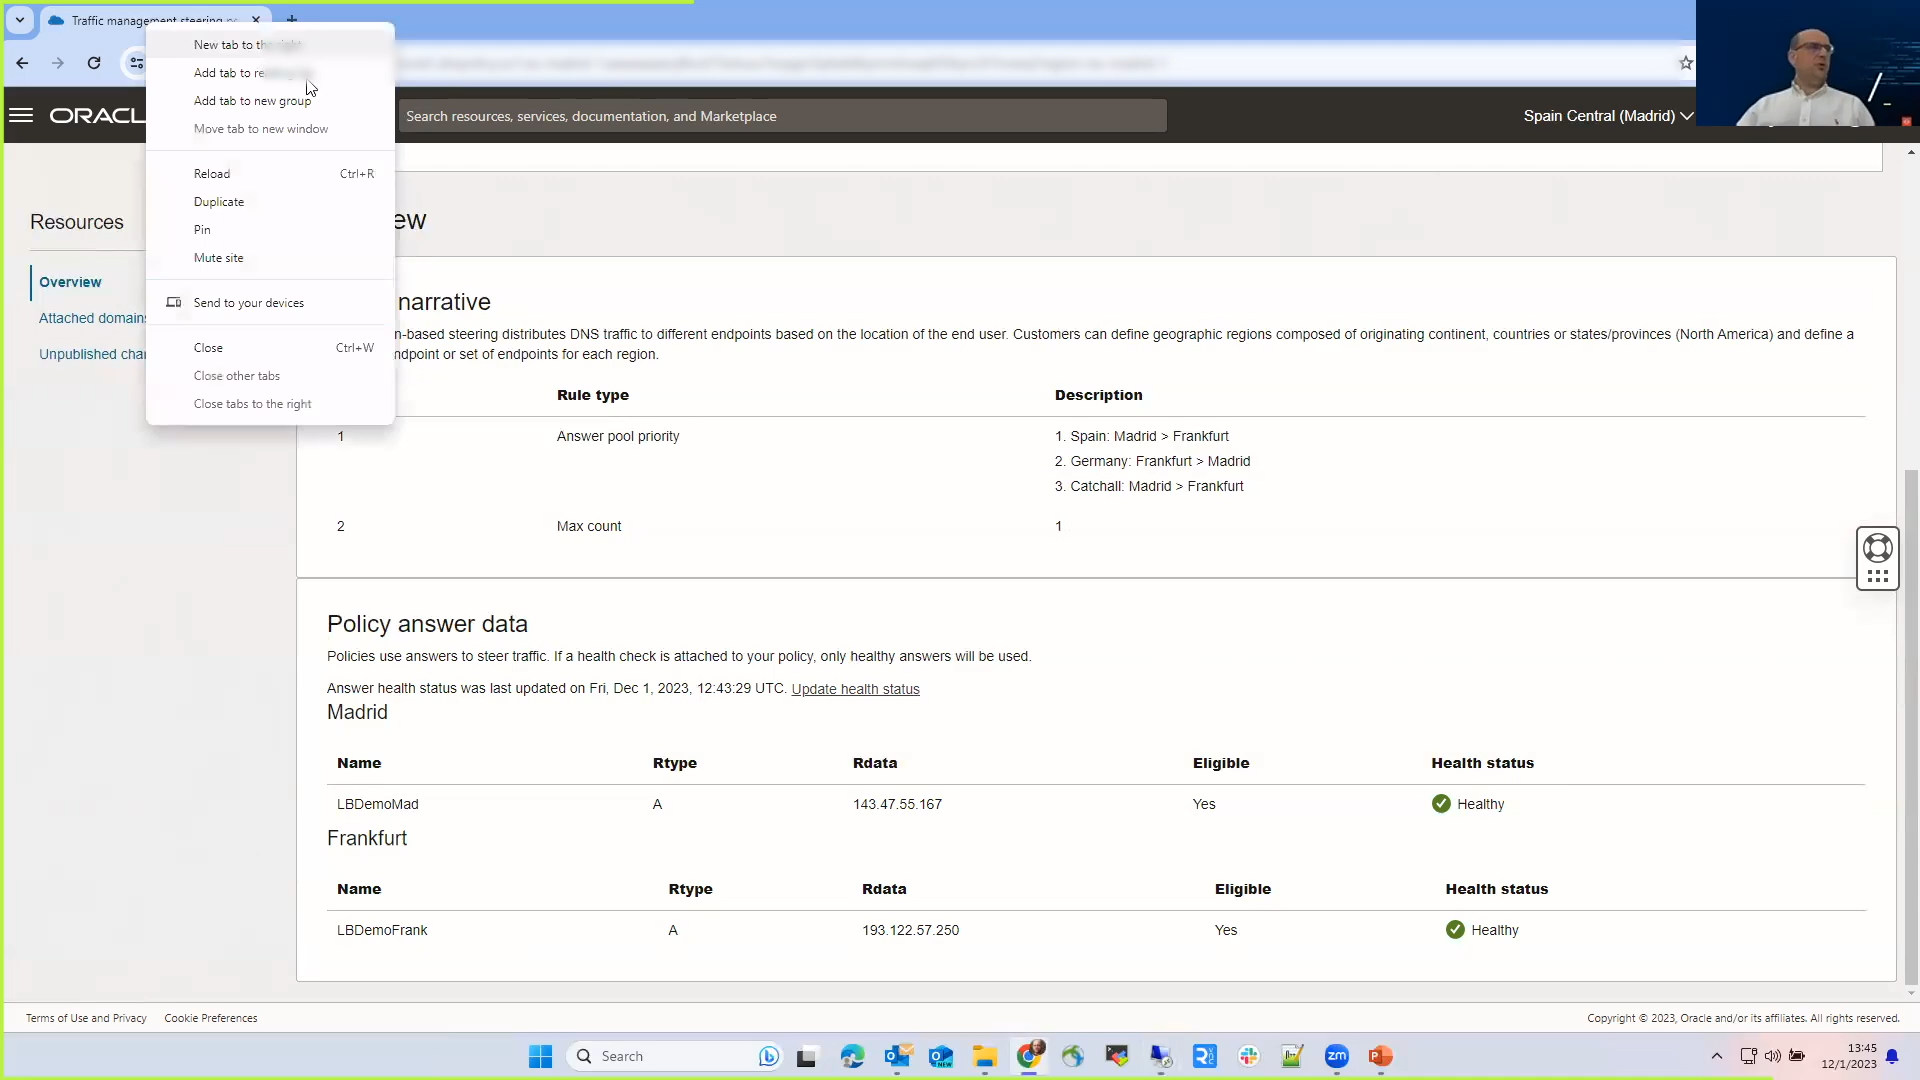 Traffic management steering
New tab to the right
Add tab to
Add tab to new group
Move tab to new window
Reload Ctrl+R
Duplicate
Pin
Mute site
Send to your devices
Close Ctrl+W
Close other tabs
Close tabs to the right
ORACL
Search resources, services, documentation, and Marketplace
Spain Central (Madrid)
Resources
Overview
Attached domain
Unpublished cha
ew
narrative
n-based steering distributes DNS traffic to different endpoints based on the location of the end user. Customers can define geographic regions composed of originating continent, countries or states/provinces (North America) and define a
ndpoint or set of endpoints for each region.
Rule type Description
1 Answer pool priority 1. Spain: Madrid > Frankfurt
2. Germany: Frankfurt > Madrid
3. Catchall: Madrid > Frankfurt
2 Max count 1
Policy answer data
Policies use answers to steer traffic. If a health check is attached to your policy, only healthy answers will be used.
Answer health status was last updated on Fri, Dec 1, 2023, 12:43:29 UTC. Update health status
Madrid
Name Rtype Rdata Eligible Health status
LBDemoMad A 143.47.55.167 Yes Healthy
Frankfurt
Name Rtype Rdata Eligible Health status
LBDemoFrank A 193.122.57.250 Yes Healthy
Terms of Use and Privacy Cookie Preferences
Copyright © 2023, Oracle and/or its affiliates. All rights reserved.
Search
zm
13:45
12/1/2023